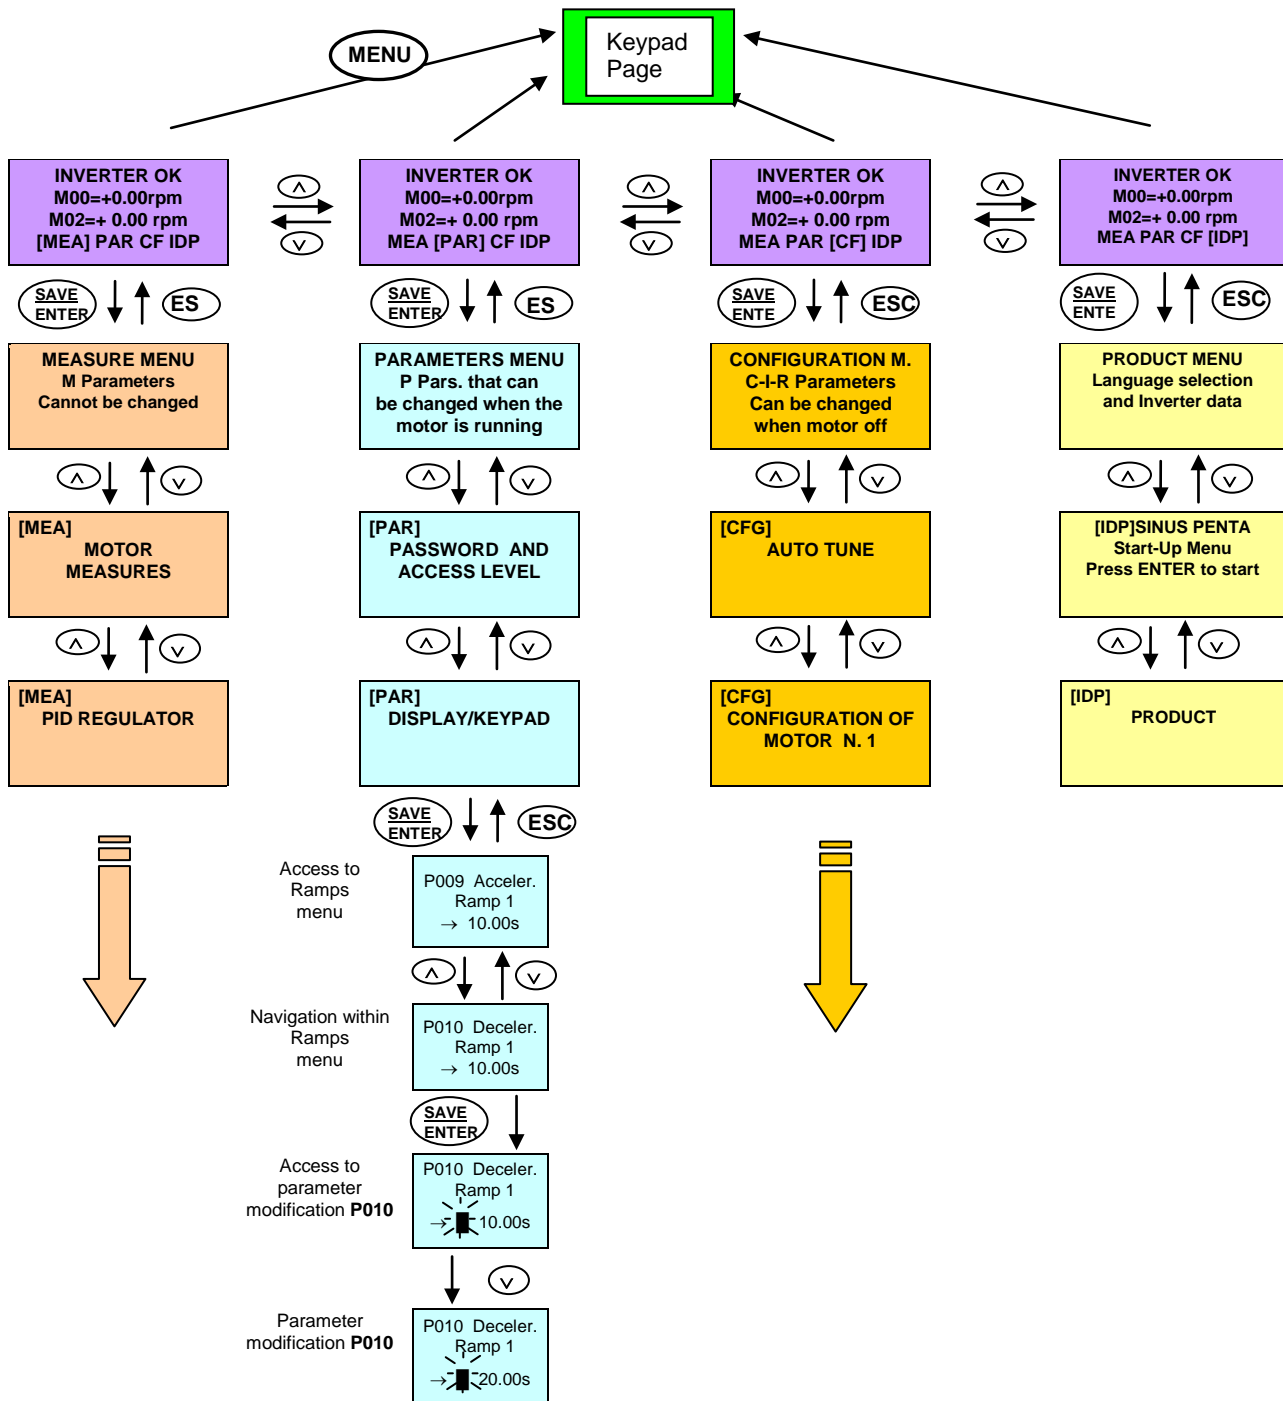 Keypad
Page
MENU
INVERTER OK
M00=+0.00rpm
M02=+ 0.00 rpm
[MEA] PAR CF IDP
INVERTER OK
M00=+0.00rpm
M02=+ 0.00 rpm
MEA [PAR] CF IDP
INVERTER OK
M00=+0.00rpm
M02=+ 0.00 rpm
MEA PAR [CF] IDP
INVERTER OK
M00=+0.00rpm
M02=+ 0.00 rpm
MEA PAR CF [IDP]
SAVE
ENTER
ES
SAVE
ENTER
ES
SAVE
ENTE
ESC
SAVE
ENTE
ESC
MEASURE MENU
M Parameters
Cannot be changed
PARAMETERS MENU
P Pars. that can
be changed when the
motor is running
CONFIGURATION M.
C-I-R Parameters
Can be changed
when motor off
PRODUCT MENU
Language selection
and Inverter data
[MEA]
MOTOR
MEASURES
[PAR]
PASSWORD AND
ACCESS LEVEL
[CFG]
AUTO TUNE
[IDP]SINUS PENTA
Start-Up Menu
Press ENTER to start
[MEA]
PID REGULATOR
[PAR]
DISPLAY/KEYPAD
[CFG]
CONFIGURATION OF
MOTOR N. 1
[IDP]
PRODUCT
SAVE
ENTER
ESC
Access to
Ramps
menu
P009 Acceler.
Ramp 1
→ 10.00s
Navigation within
Ramps
menu
P010 Deceler.
Ramp 1
→ 10.00s
SAVE
ENTER
Access to
parameter
modification P010
P010 Deceler.
Ramp 1
→ 10.00s
Parameter
modification P010
P010 Deceler.
Ramp 1
→ 20.00s